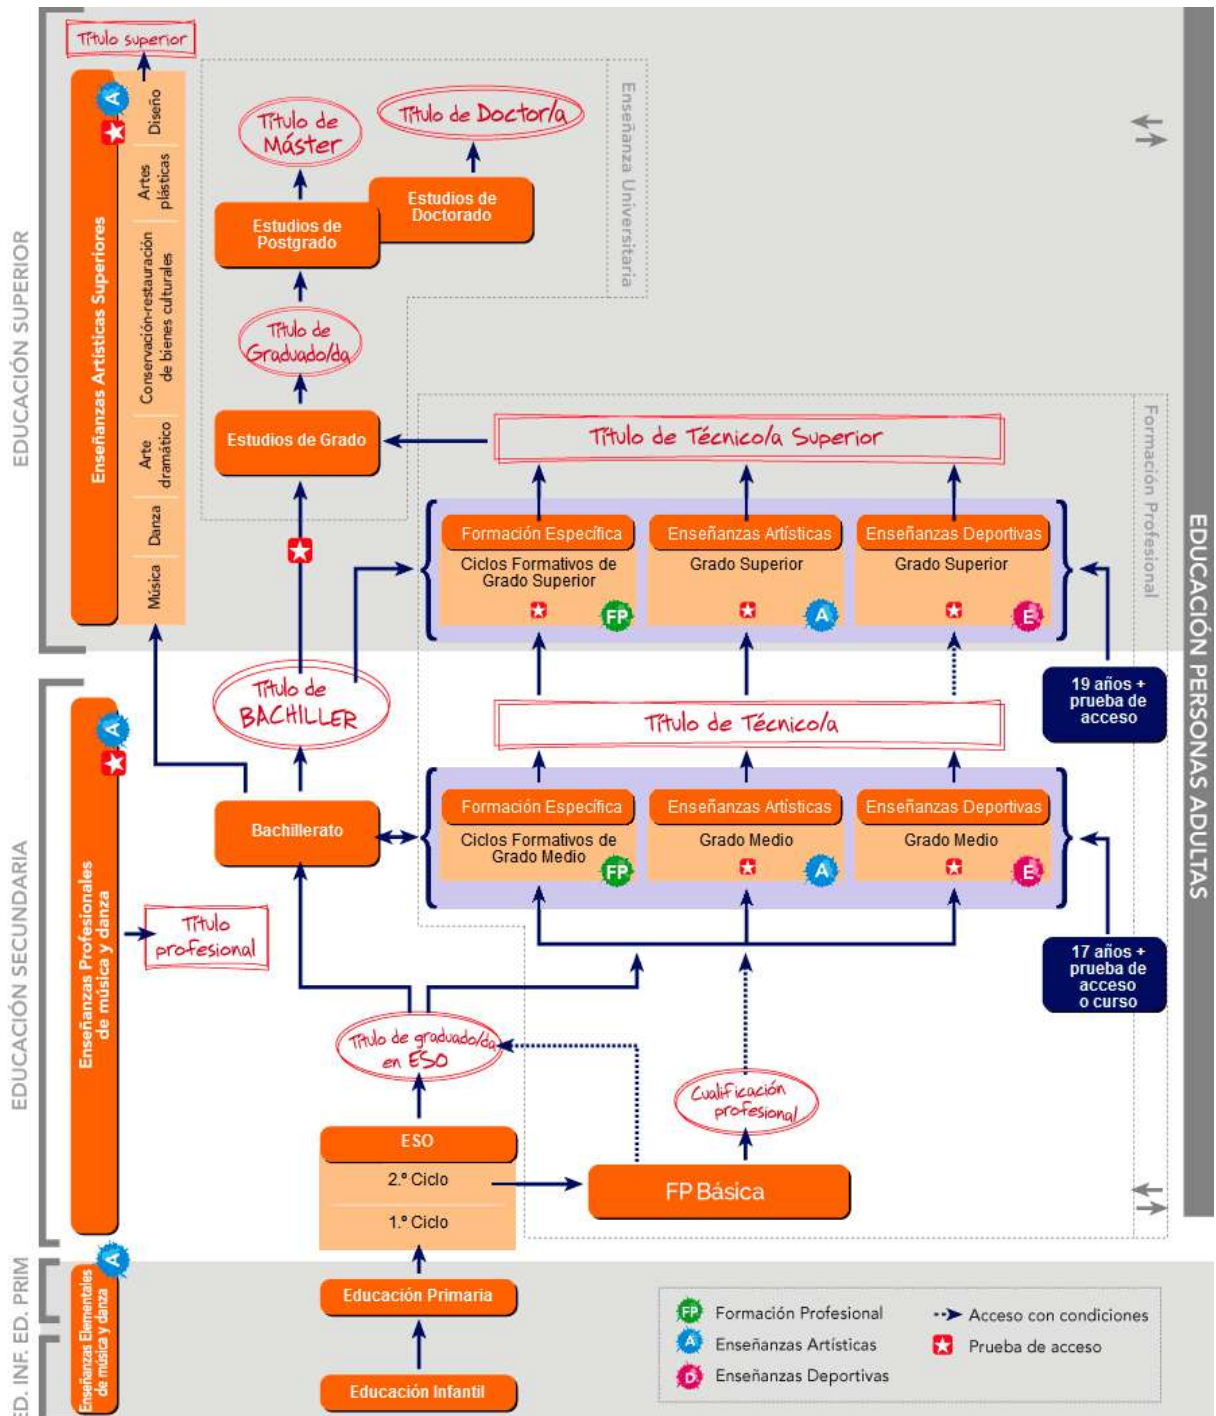 Título superior
EDUCACIÓN SUPERIOR
Enseñanzas Artísticas Superiores
A
Diseño
Artes
plásticas
Conservación-restauración
de bienes culturales
Arte
dramático
Danza
Música
Enseñanza Universitaria
Título de
Máster
Título de Doctor/a
Estudios de
Doctorado
Estudios de
Postgrado
Título de
Graduado/da
Estudios de Grado
Formación Profesional
Título de Técnico/a Superior
Formación Específica
Ciclos Formativos de
Grado Superior
FP
Enseñanzas Artísticas
Grado Superior
A
Enseñanzas Deportivas
Grado Superior
E
EDUCACIÓN PERSONAS ADULTAS
19 años +
prueba de
acceso
EDUCACIÓN SECUNDARIA
Enseñanzas Profesionales
de música y danza
A
Título
profesional
Título de
BACHILLER
Bachillerato
Título de Técnico/a
Formación Específica
Ciclos Formativos de
Grado Medio
FP
Enseñanzas Artísticas
Grado Medio
A
Enseñanzas Deportivas
Grado Medio
E
17 años +
prueba de
acceso
o curso
Título de graduado/da
en ESO
Cualificación
profesional
ESO
2.º Ciclo
1.º Ciclo
FP Básica
ED. INF. ED. PRIM
Enseñanzas Elementales
de música y danza
A
Educación Primaria
Educación Infantil
FP Formación Profesional
A Enseñanzas Artísticas
D Enseñanzas Deportivas
Acceso con condiciones
Prueba de acceso